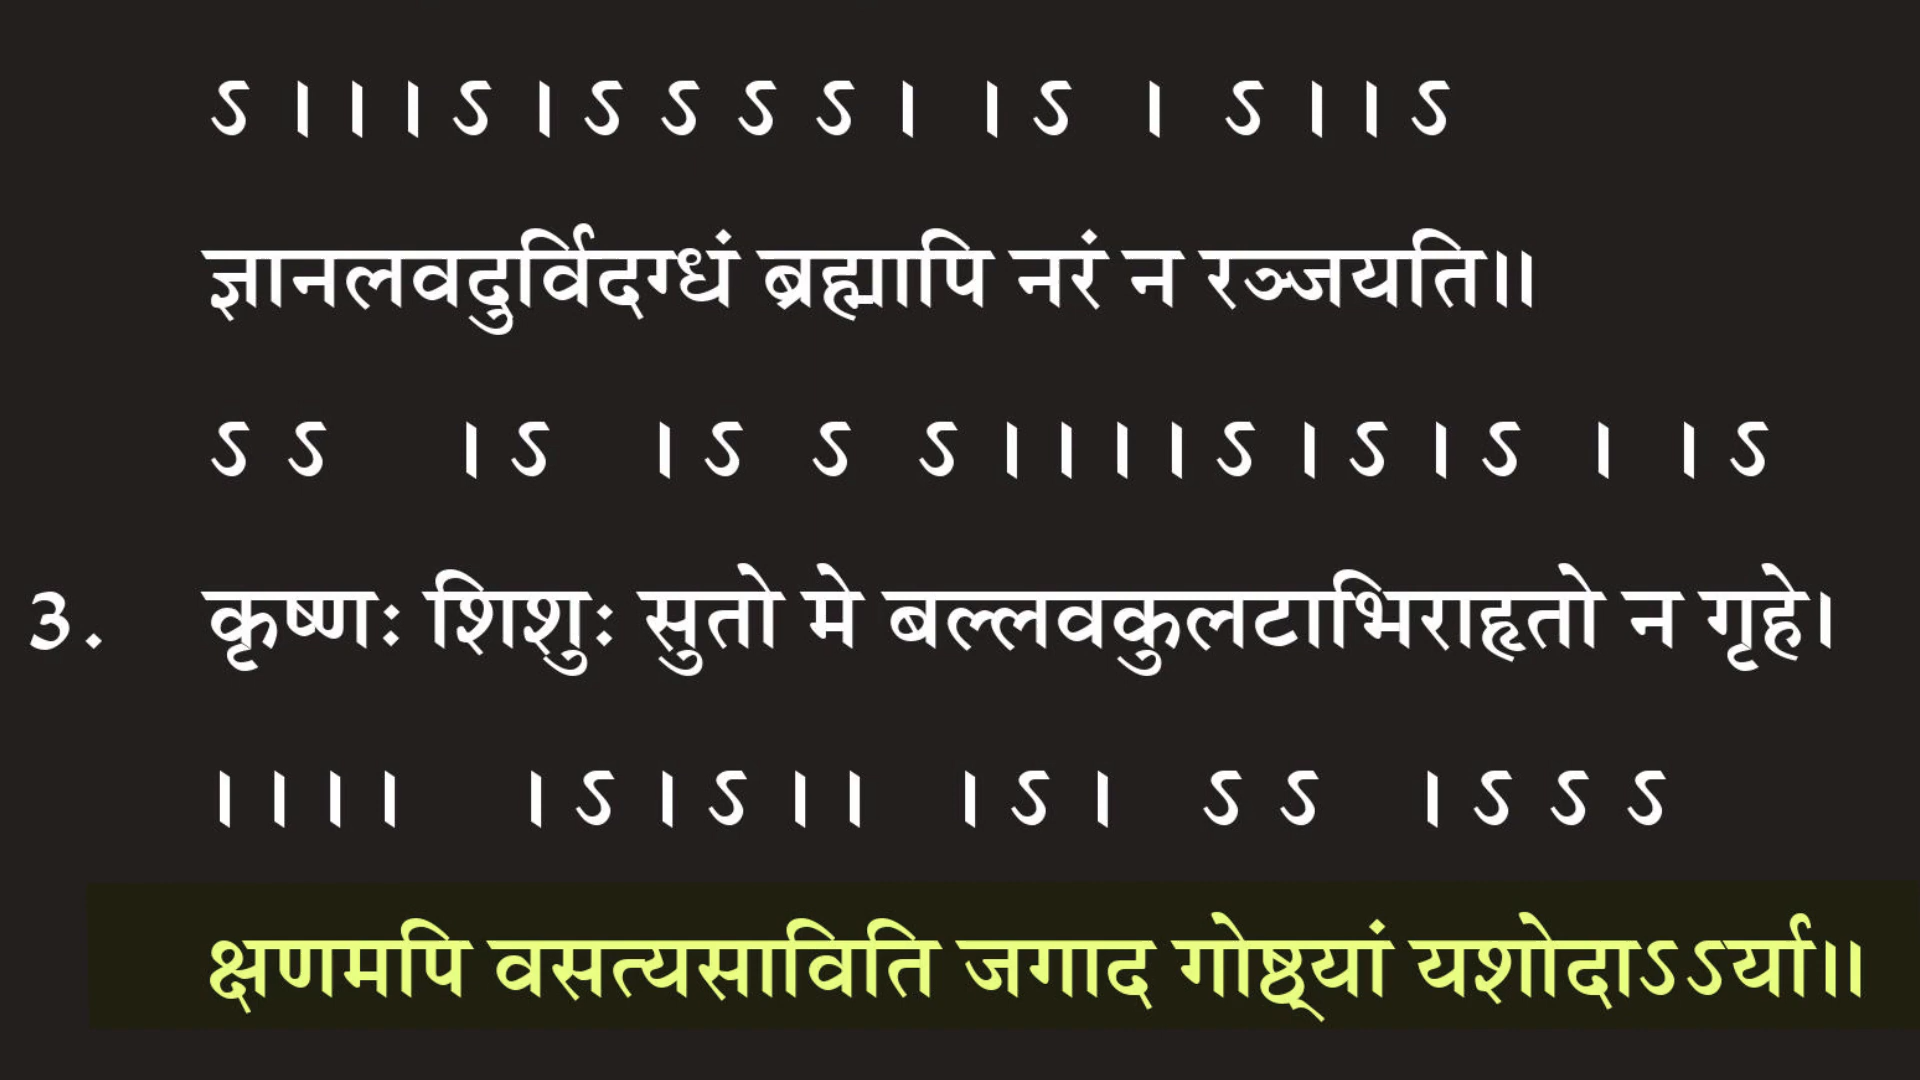 ऽ ।।। ऽ । ऽ ऽ ऽ ऽ । । ऽ । ऽ ।। ऽ
ज्ञानलवदुर्विदग्धं ब्रह्मापि नरं न रञ्जयति॥
ऽ ऽ । ऽ । ऽ ऽ ऽ ।।।। ऽ । ऽ । ऽ । । ऽ
3. कृष्णः शिशुः सुतो मे बल्लवकुलटाभिराहृतो न गृहे।
।।।। । ऽ । ऽ ।। । ऽ । ऽ ऽ । ऽ ऽ ऽ
क्षणमपि वसत्यसाविति जगाद गोष्ठ्यां यशोदाऽऽर्या॥